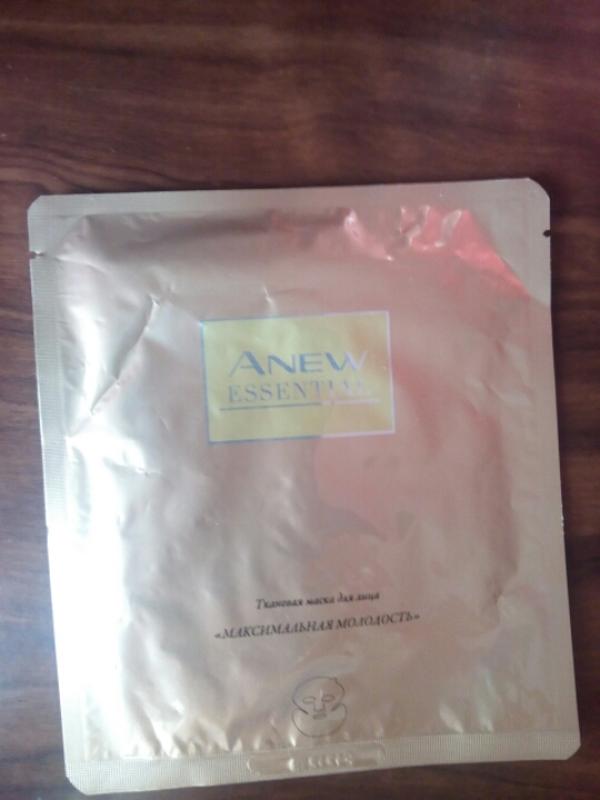 ANEW
ESSENTIAL
Тканевая маска для лица
«МАКСИМАЛЬНАЯ МОЛОДОСТЬ»